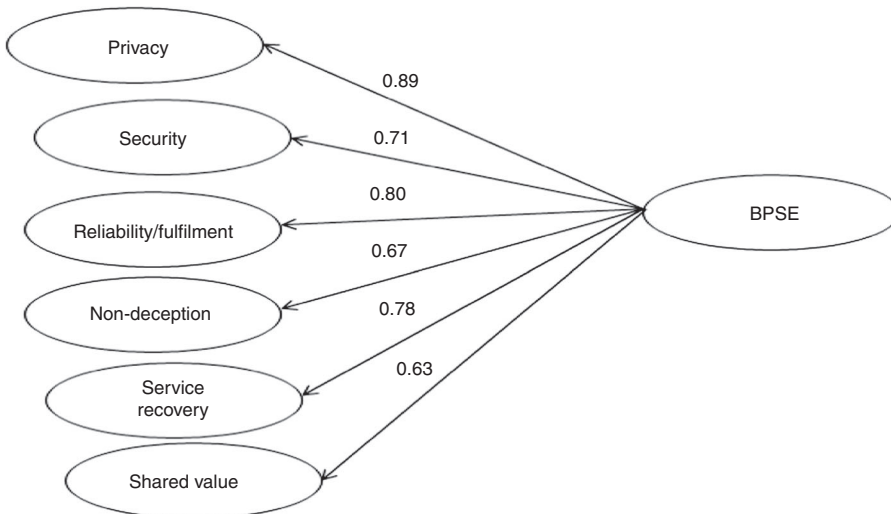 Privacy
0.89
Security
0.71
0.80
BPSE
Reliability/fulfilment
0.67
Non-deception
0.78
0.63
Service
recovery
Shared value